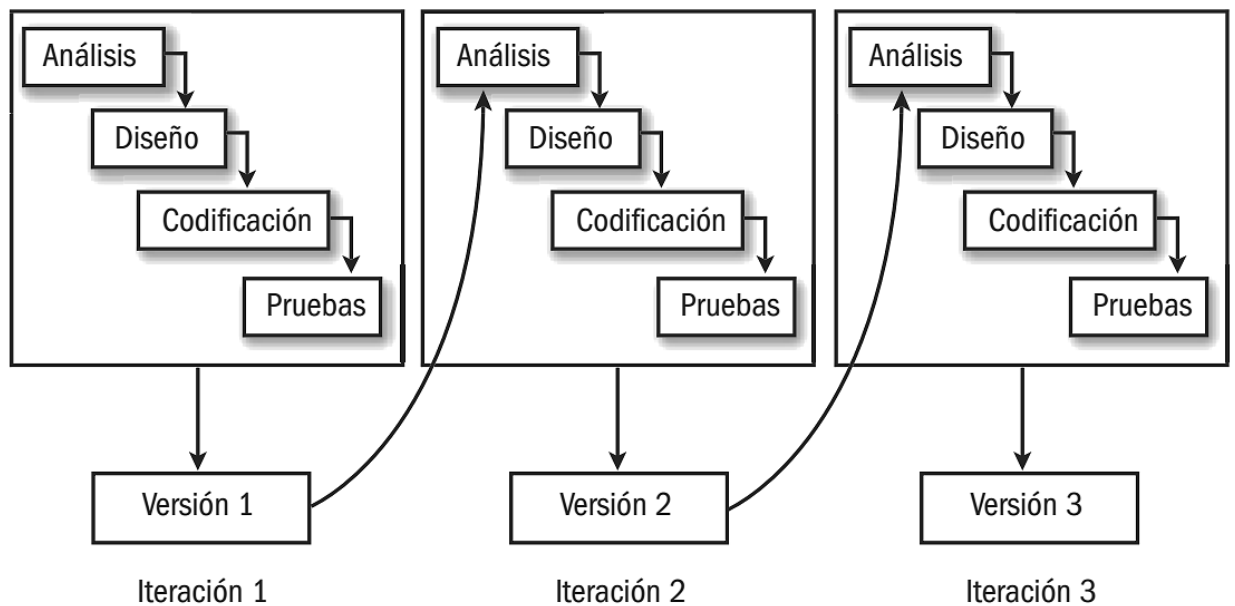 Análisis
Diseño
Codificación
Pruebas
Versión 1
Iteración 1
Análisis
Diseño
Codificación
Pruebas
Versión 2
Iteración 2
Análisis
Diseño
Codificación
Pruebas
Versión 3
Iteración 3